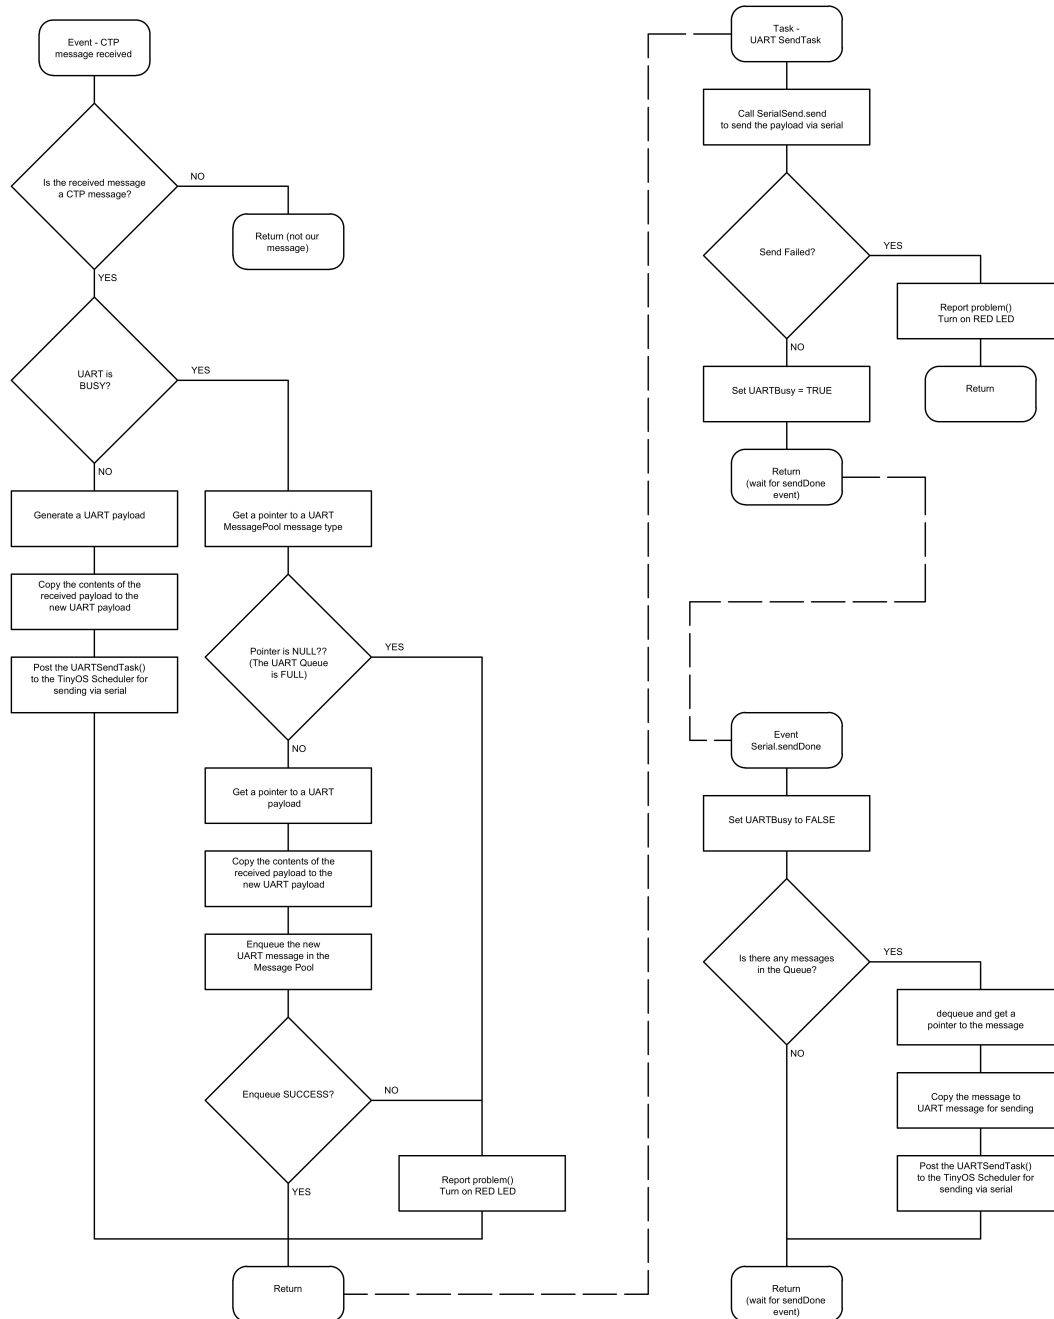 Event - CTP
message received
Is the received message
a CTP message?
NO
Return (not our
message)
YES
UART is
BUSY?
YES
NO
Generate a UART payload
Copy the contents of the
received payload to the
new UART payload
Post the UARTSendTask()
to the TinyOS Scheduler for
sending via serial
Get a pointer to a UART
MessagePool message type
Pointer is NULL??
(The UART Queue
is FULL)
YES
NO
Get a pointer to a UART
payload
Copy the contents of the
received payload to the
new UART payload
Enqueue the new
UART message in the
Message Pool
Enqueue SUCCESS?
NO
YES
Report problem()
Turn on RED LED
Return
Task -
UART SendTask
Call SerialSend.send
to send the payload via serial
Send Failed?
YES
Report problem()
Turn on RED LED
Return
NO
Set UARTBusy = TRUE
Return
(wait for sendDone
event)
Event
Serial.sendDone
Set UARTBusy to FALSE
Is there any messages
in the Queue?
YES
NO
dequeue and get a
pointer to the message
Copy the message to
UART message for sending
Post the UARTSendTask()
to the TinyOS Scheduler for
sending via serial
Return
(wait for sendDone
event)